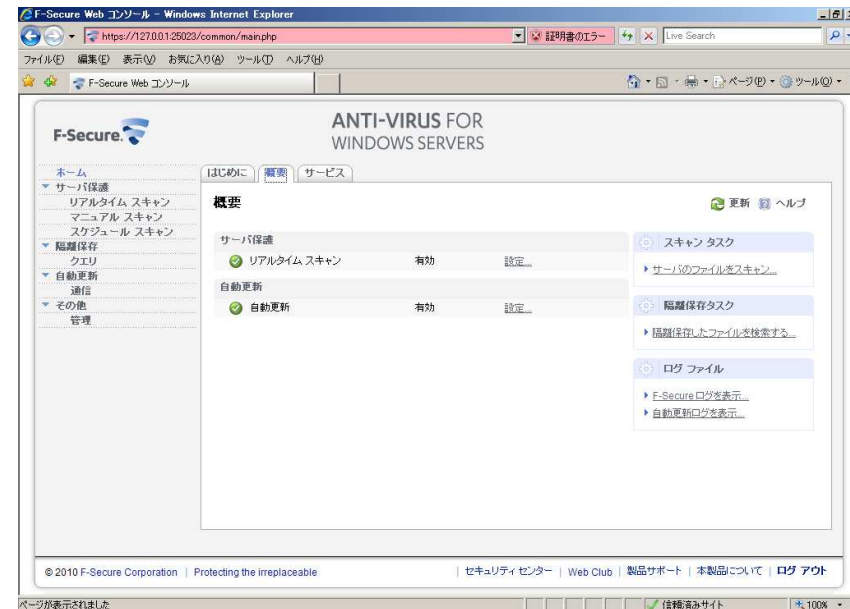 F-Secure Web コンソール - Windows Internet Explorer
https://127.0.0.1:25023/common/main.php
証明書のエラー
Live Search
ファイル(F) 編集(E) 表示(V) お気に入り(A) ツール(T) ヘルプ(H)
F-Secure Web コンソール
ページ(P) ツール(O)
F-Secure.
ANTI-VIRUS FOR
WINDOWS SERVERS
ホーム
サーバ保護
リアルタイム スキャン
マニュアル スキャン
スケジュール スキャン
隔離保存
クエリ
自動更新
通信
その他
管理
はじめに 概要 サービス
概要
更新 ヘルプ
サーバ保護
リアルタイム スキャン 有効 設定...
自動更新
自動更新 有効 設定...
スキャン タスク
サーバのファイルをスキャン...
隔離保存タスク
隔離保存したファイルを検索する...
ログ ファイル
F-Secure ログを表示...
自動更新ログを表示...
© 2010 F-Secure Corporation | Protecting the irreplaceable
| セキュリティ センター | Web Club | 製品サポート | 本製品について | ログ アウト
ページが表示されました
信頼済みサイト
100%